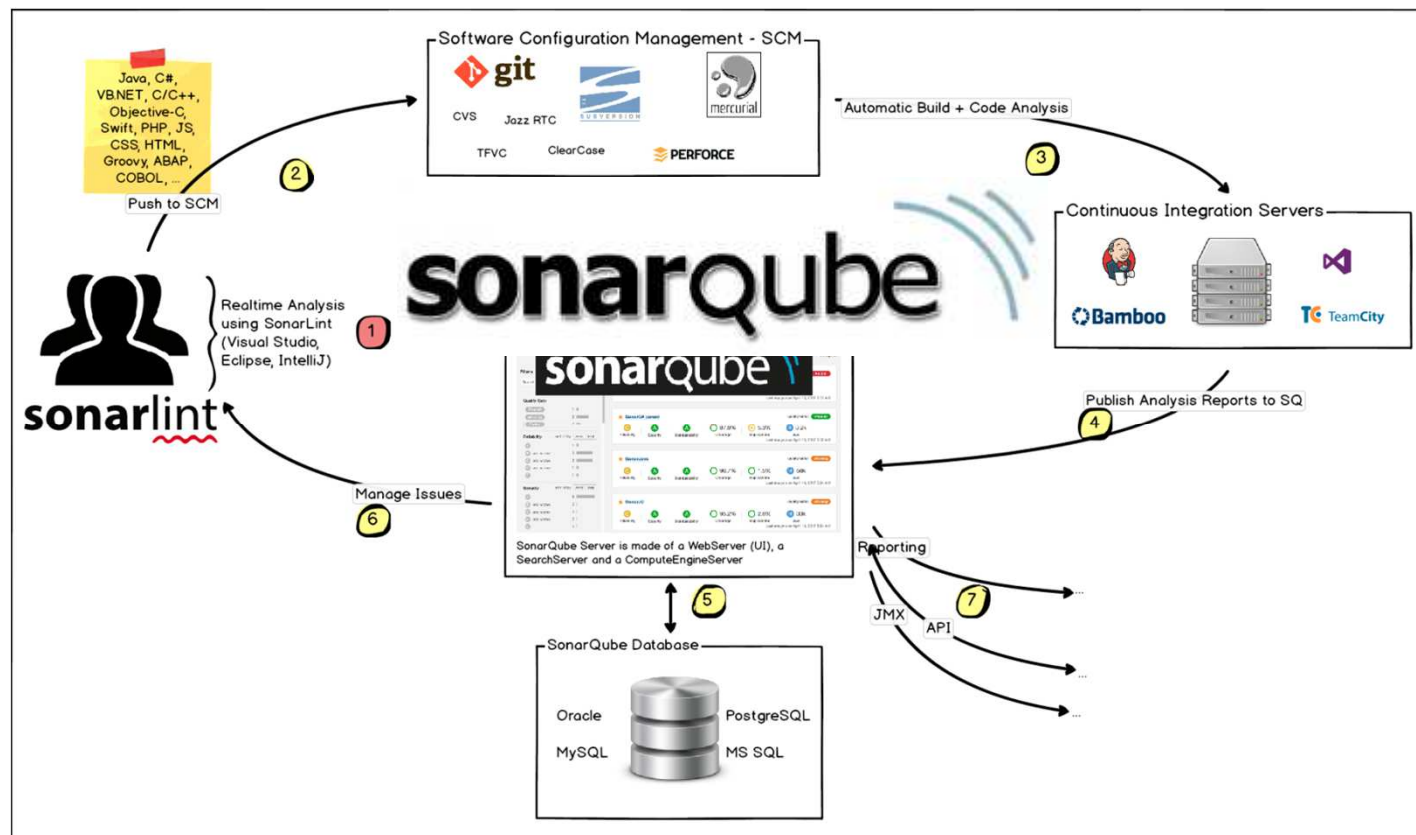 Software Configuration Management - SCM
git
SUBVERSION
mercurial
CVS
Jazz RTC
TFVC
ClearCase
PERFORCE
Java, C#,
VB.NET, C/C++,
Objective-C,
Swift, PHP, JS,
CSS, HTML,
Groovy, ABAP,
COBOL, ...
2
Push to SCM
Automatic Build + Code Analysis
3
Continuous Integration Servers
Bamboo
TC TeamCity
sonarqube
Realtime Analysis
using SonarLint
(Visual Studio,
Eclipse, IntelliJ)
1
sonarlint
sonarqube
Publish Analysis Reports to SQ
4
Manage Issues
6
SonarQube Server is made of a WebServer (UI), a
SearchServer and a ComputeEngineServer
Reporting
...
7
JMX
API
...
...
5
SonarQube Database
Oracle
PostgreSQL
MySQL
MS SQL